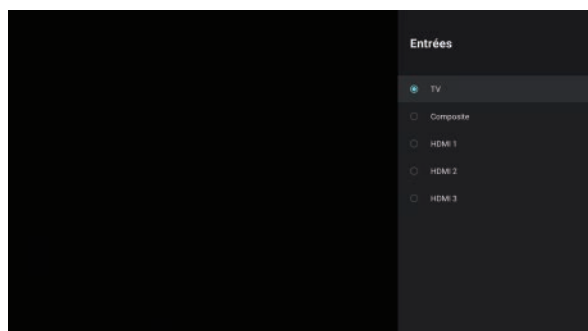 Entrées
TV
Composite
HDMI 1
HDMI 2
HDMI 3